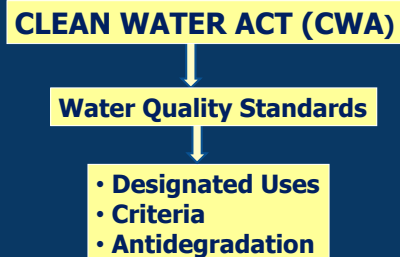 CLEAN WATER ACT (CWA)
Water Quality Standards
• Designated Uses
• Criteria
• Antidegradation